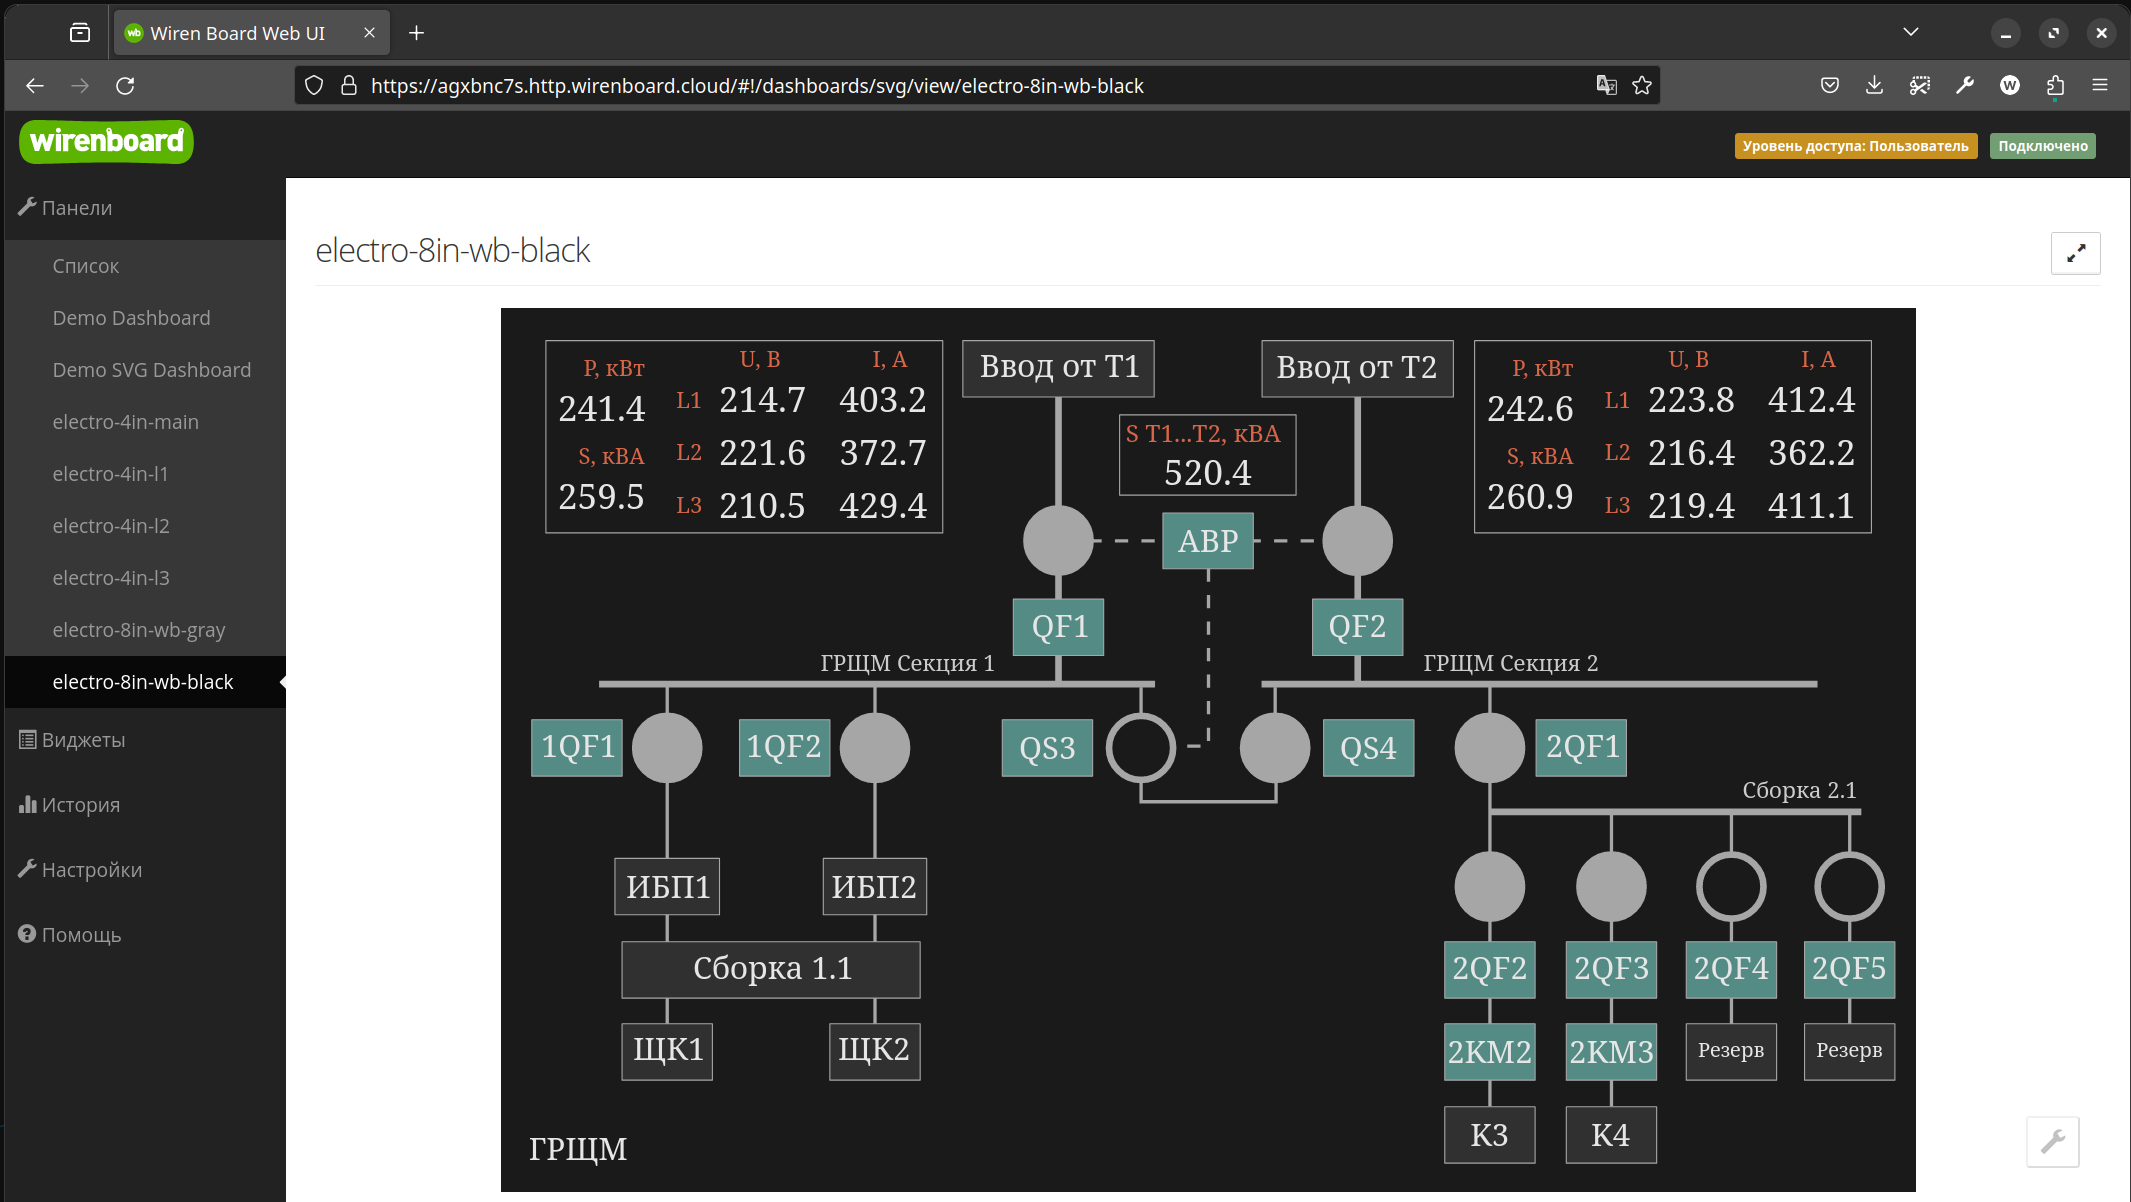 Wiren Board Web UI
https://agxbnc7s.http.wirenboard.cloud/#!/dashboards/svg/view/electro-8in-wb-black
wirenboard
Уровень доступа: Пользователь
Подключено
Панели
Список
Demo Dashboard
Demo SVG Dashboard
electro-4in-main
electro-4in-l1
electro-4in-l2
electro-4in-l3
electro-8in-wb-gray
electro-8in-wb-black
Виджеты
История
Настройки
Помощь
electro-8in-wb-black
P, кВт
241.4
S, кВА
259.5
U, В I, А
L1 214.7 403.2
L2 221.6 372.7
L3 210.5 429.4
Ввод от Т1
Ввод от Т2
S T1...T2, кВА
520.4
P, кВт
242.6
S, кВА
260.9
U, В I, А
L1 223.8 412.4
L2 216.4 362.2
L3 219.4 411.1
АВР
QF1
QF2
ГРЩМ Секция 1
ГРЩМ Секция 2
1QF1
1QF2
QS3
QS4
2QF1
Сборка 2.1
ИБП1
ИБП2
Сборка 1.1
ЩК1
ЩК2
2QF2
2QF3
2QF4
2QF5
2KM2
2KM3
Резерв
Резерв
K3
K4
ГРЩМ